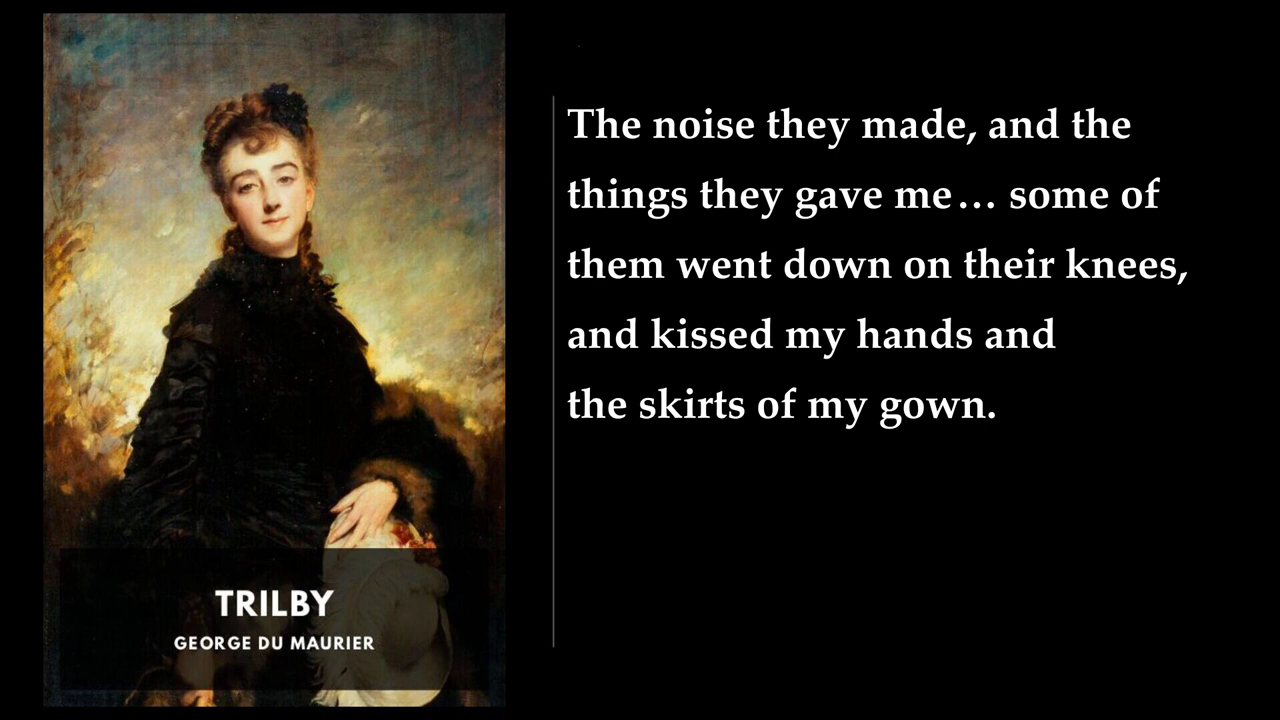 TRILBY
GEORGE DU MAURIER
The noise they made, and the
things they gave me… some of
them went down on their knees,
and kissed my hands and
the skirts of my gown.